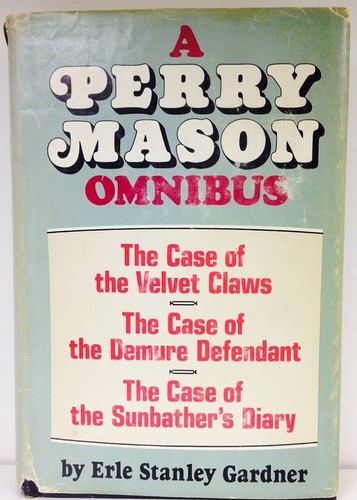 A
PERRY
MASON
OMNIBUS
The Case of
the Velvet Claws
The Case of
the Demure Defendant
The Case of
the Sunbather's Diary
by Erle Stanley Gardner